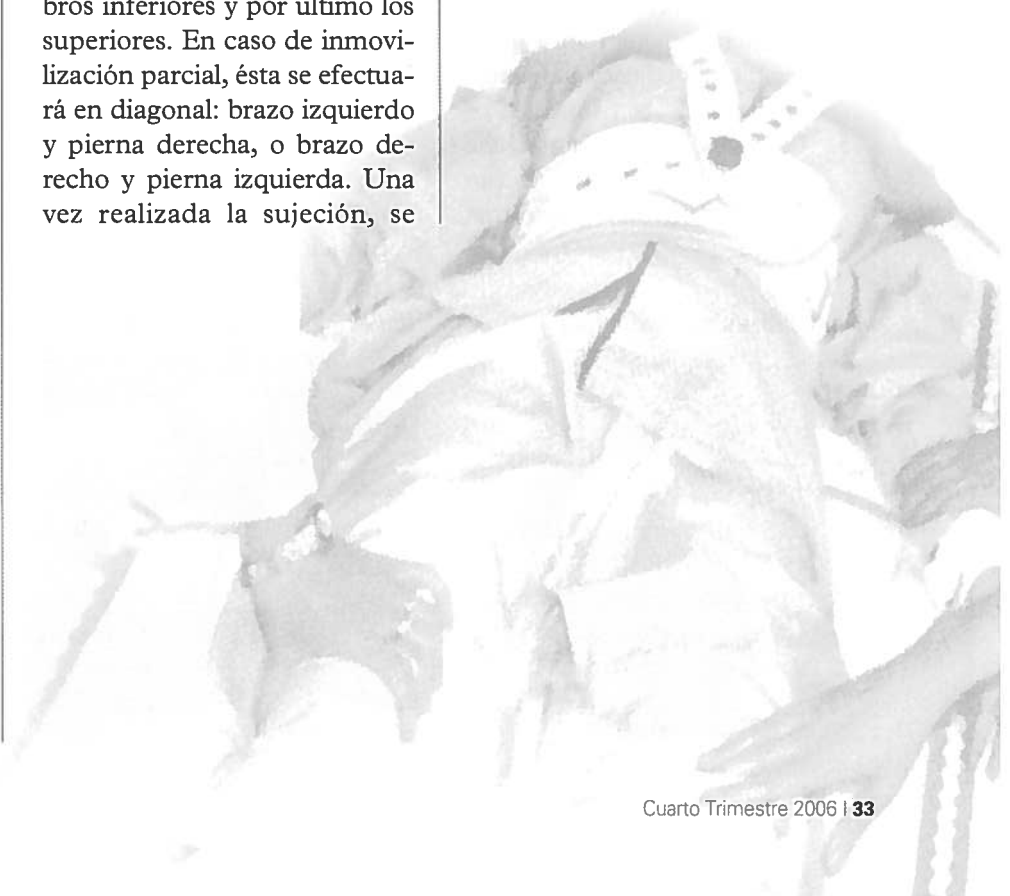 bros inferiores y por último los
superiores. En caso de inmovi-
lización parcial, ésta se efectua-
rá en diagonal: brazo izquierdo
y pierna derecha, o brazo de-
recho y pierna izquierda. Una
vez realizada la sujeción, se
Cuarto Trimestre 2006 | 33